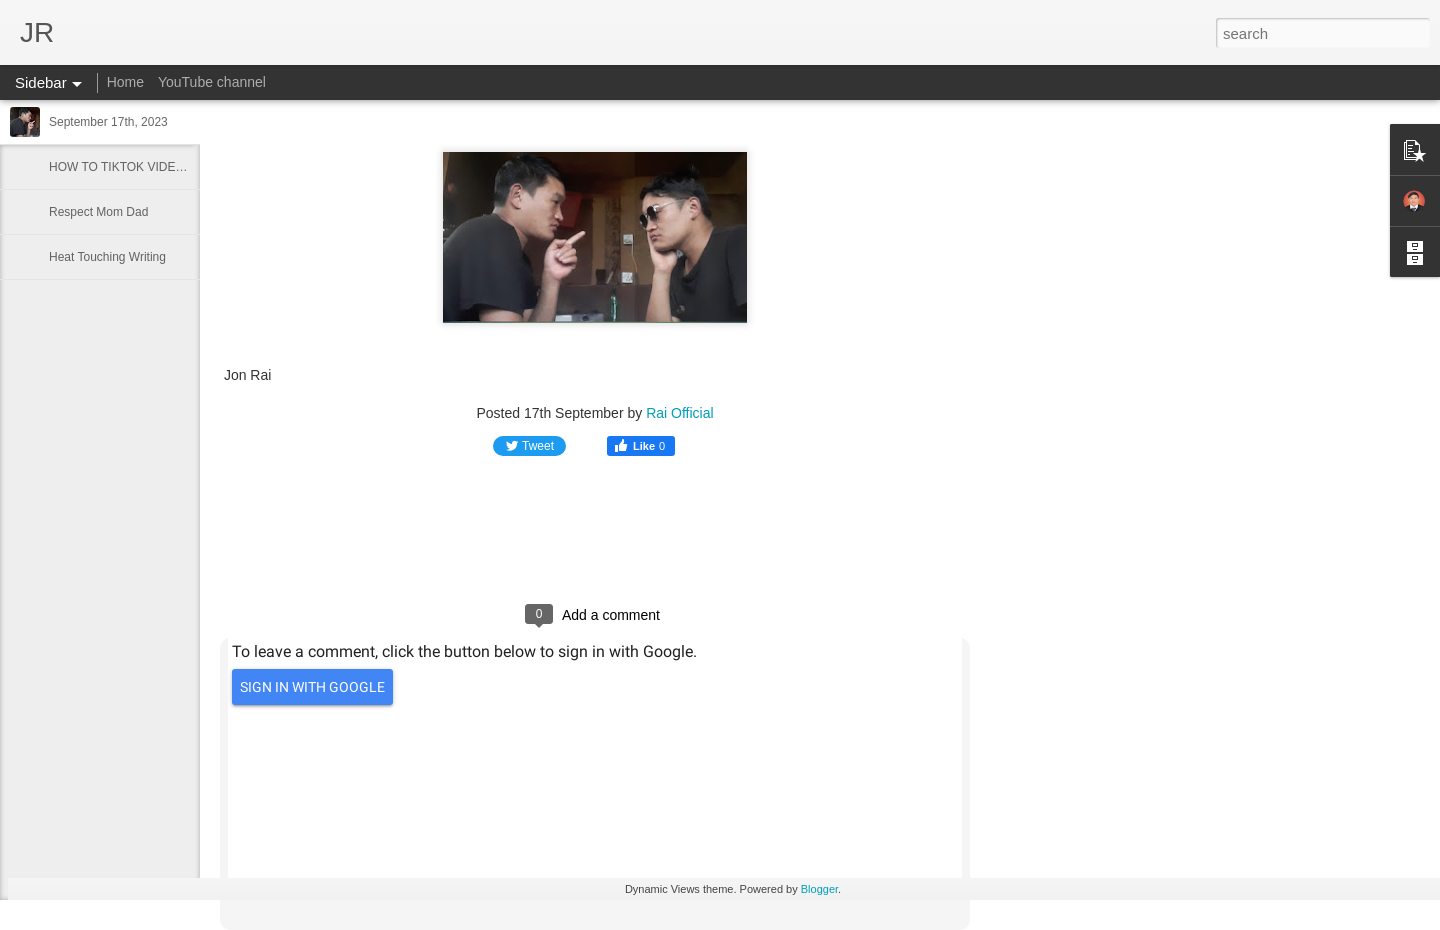 JR
search
Sidebar
Home
YouTube channel
September 17th, 2023
HOW TO TIKTOK VIDE…
Respect Mom Dad
Heat Touching Writing
Jon Rai
Posted 17th September by Rai Official
Tweet
Like 0
0 Add a comment
To leave a comment, click the button below to sign in with Google.
SIGN IN WITH GOOGLE
Dynamic Views theme. Powered by Blogger.